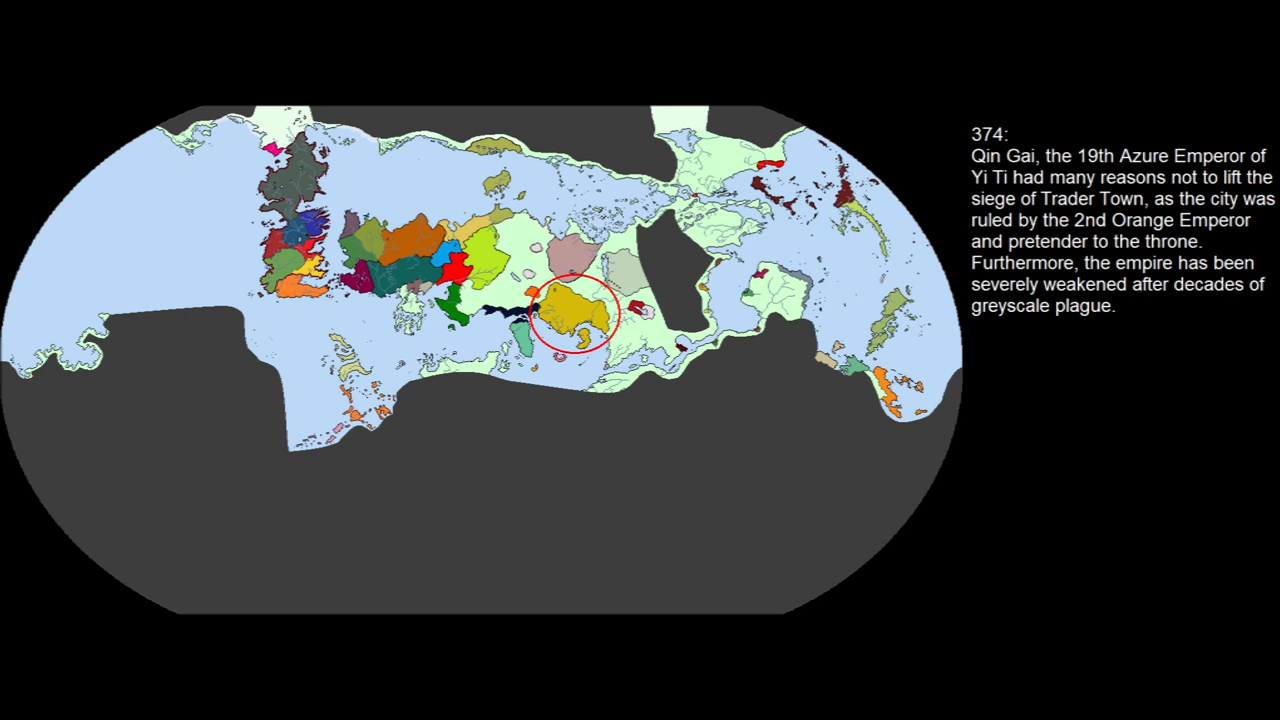 374:
Qin Gai, the 19th Azure Emperor of
Yi Ti had many reasons not to lift the
siege of Trader Town, as the city was
ruled by the 2nd Orange Emperor
and pretender to the throne.
Furthermore, the empire has been
severely weakened after decades of
greyscale plague.